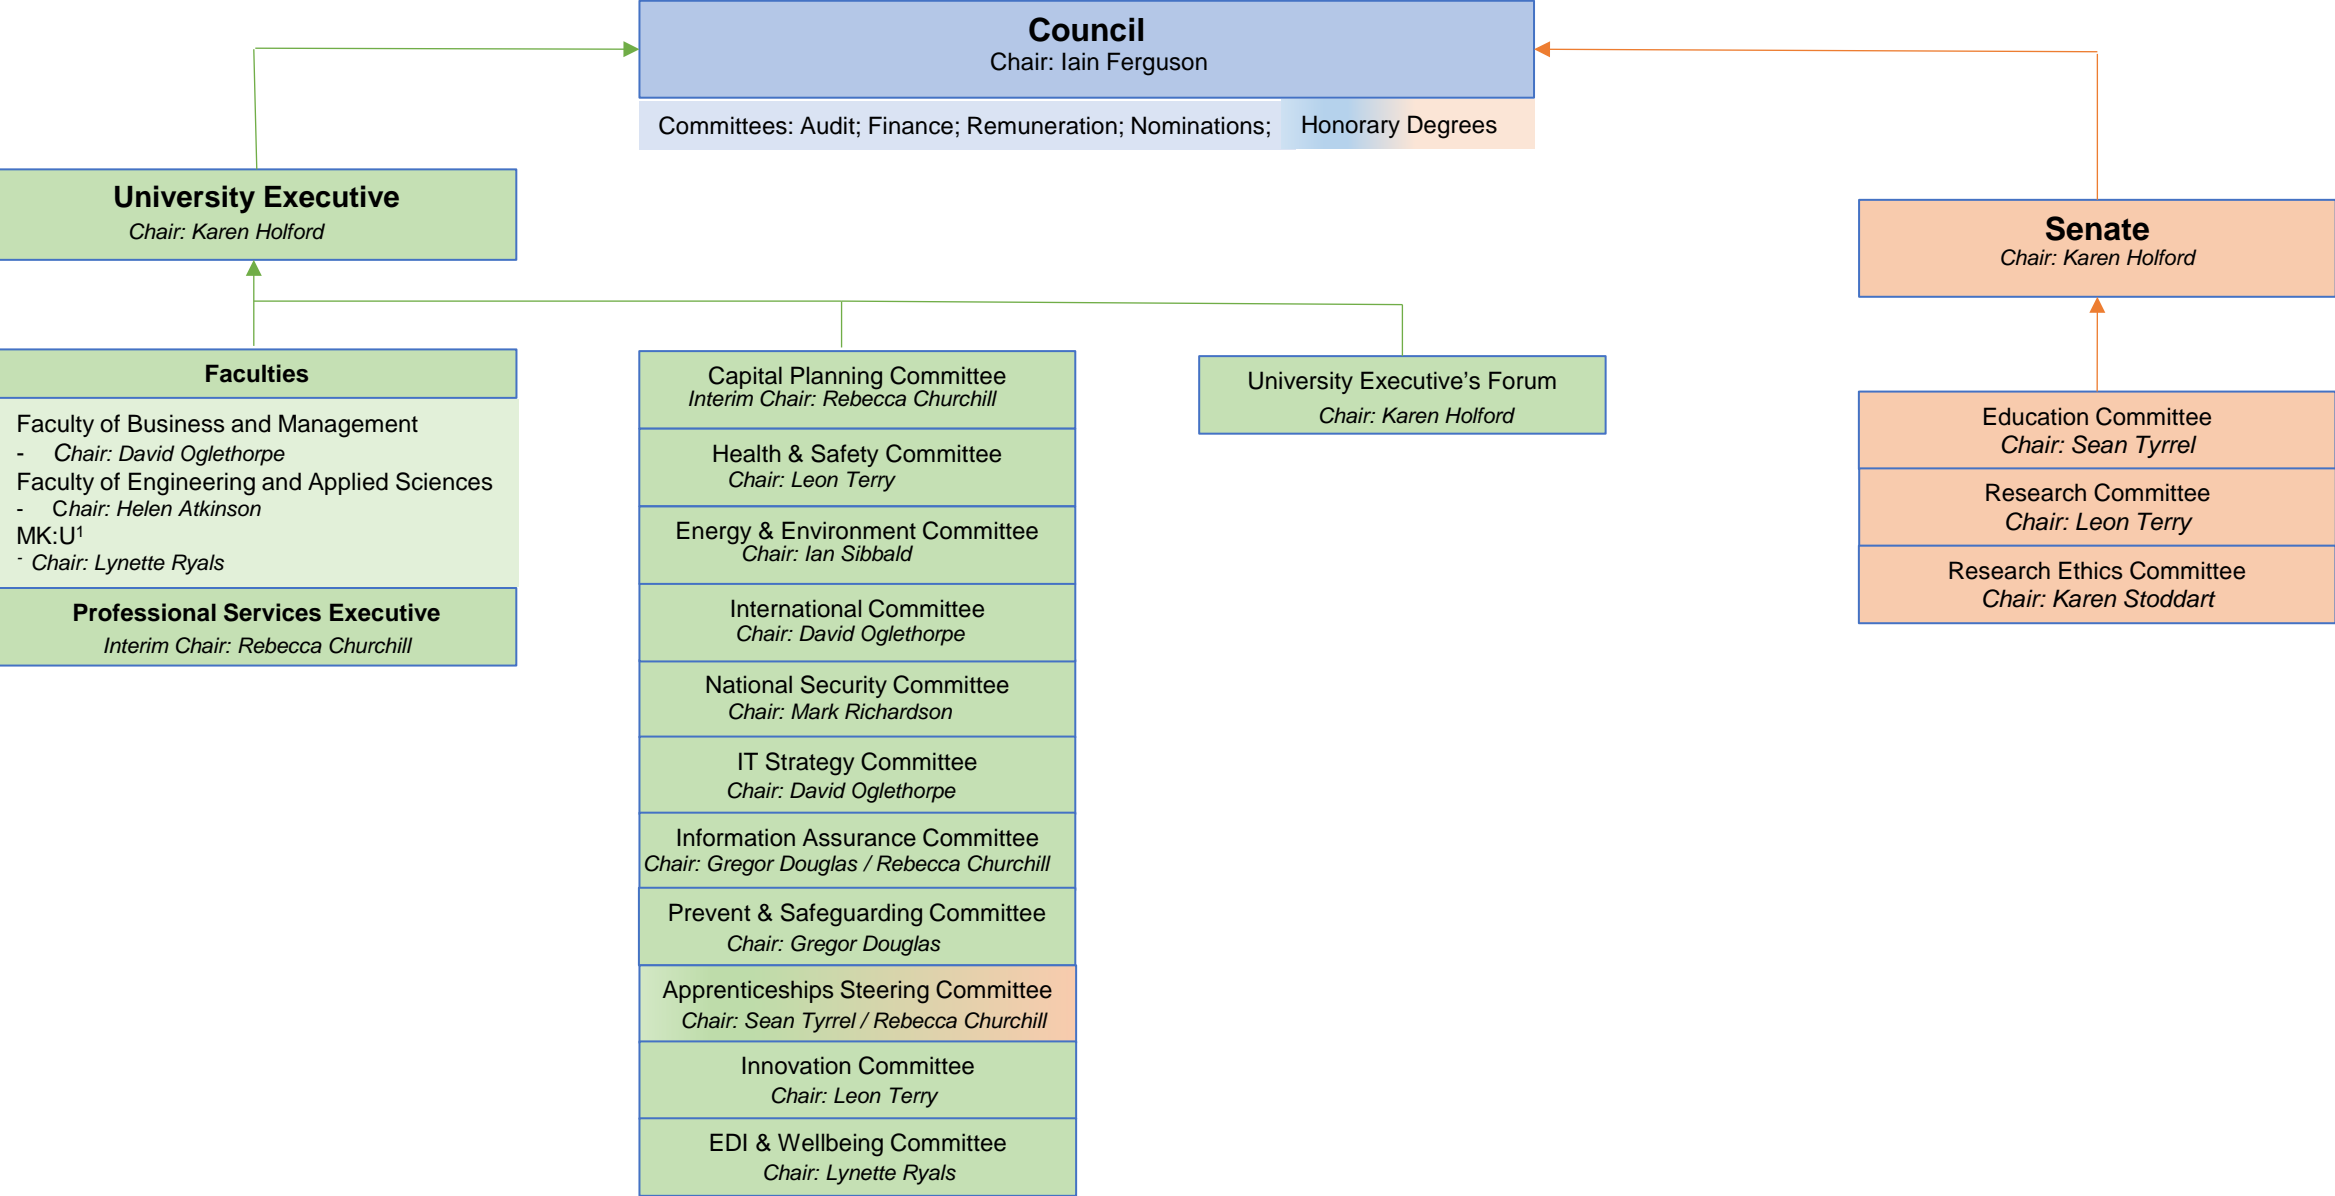 Council
Chair: Iain Ferguson
Committees: Audit; Finance; Remuneration; Nominations; Honorary Degrees
University Executive
Chair: Karen Holford
Senate
Chair: Karen Holford
Faculties
Faculty of Business and Management
- Chair: David Oglethorpe
Faculty of Engineering and Applied Sciences
- Chair: Helen Atkinson
MK:U¹
- Chair: Lynette Ryals
Professional Services Executive
Interim Chair: Rebecca Churchill
Capital Planning Committee
Interim Chair: Rebecca Churchill
Health & Safety Committee
Chair: Leon Terry
Energy & Environment Committee
Chair: Ian Sibbald
International Committee
Chair: David Oglethorpe
National Security Committee
Chair: Mark Richardson
IT Strategy Committee
Chair: David Oglethorpe
Information Assurance Committee
Chair: Gregor Douglas / Rebecca Churchill
Prevent & Safeguarding Committee
Chair: Gregor Douglas
Apprenticeships Steering Committee
Chair: Sean Tyrrel / Rebecca Churchill
Innovation Committee
Chair: Leon Terry
EDI & Wellbeing Committee
Chair: Lynette Ryals
University Executive’s Forum
Chair: Karen Holford
Education Committee
Chair: Sean Tyrrel
Research Committee
Chair: Leon Terry
Research Ethics Committee
Chair: Karen Stoddart